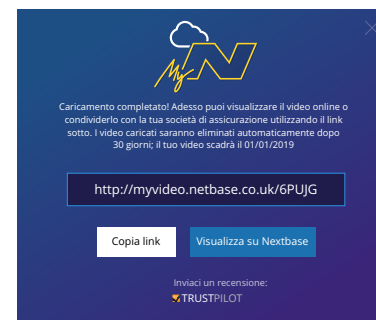 MyN
Caricamento completato! Adesso puoi visualizzare il video online o
condividerlo con la tua società di assicurazione utilizzando il link
sotto. I video caricati saranno eliminati automaticamente dopo
30 giorni; il tuo video scadrà il 01/01/2019
http://myvideo.netbase.co.uk/6PUJG
Copia link
Visualizza su Nextbase
Inviaci un recensione:
TRUSTPILOT